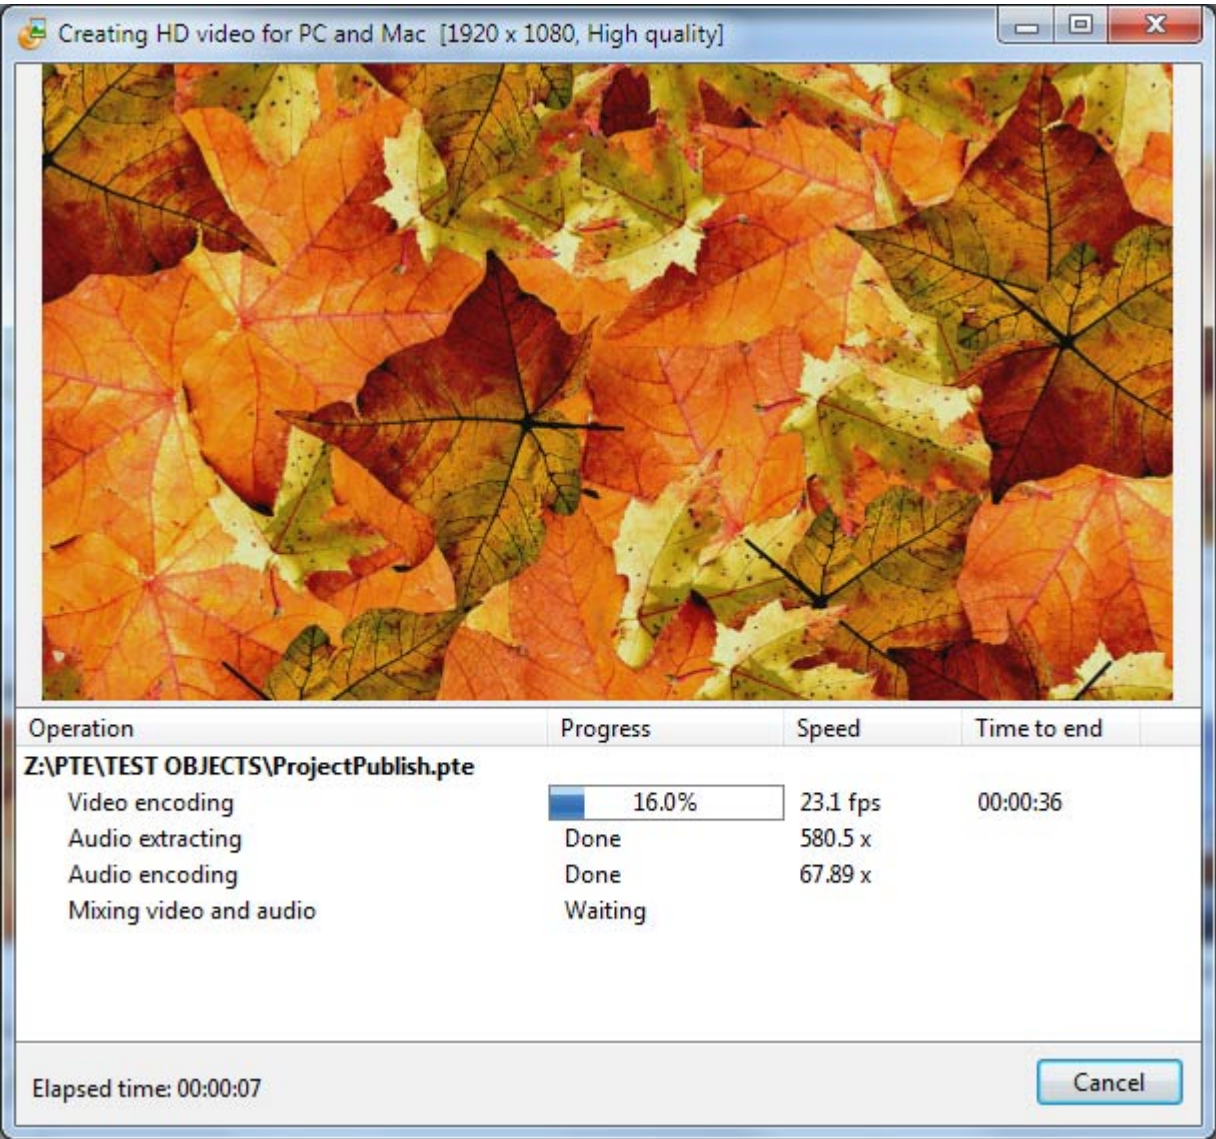 Creating HD video for PC and Mac [1920 x 1080, High quality]
Operation Progress Speed Time to end
Z:\PTE\TEST OBJECTS\ProjectPublish.pte
Video encoding 16.0% 23.1 fps 00:00:36
Audio extracting Done 580.5 x
Audio encoding Done 67.89 x
Mixing video and audio Waiting
Elapsed time: 00:00:07 Cancel